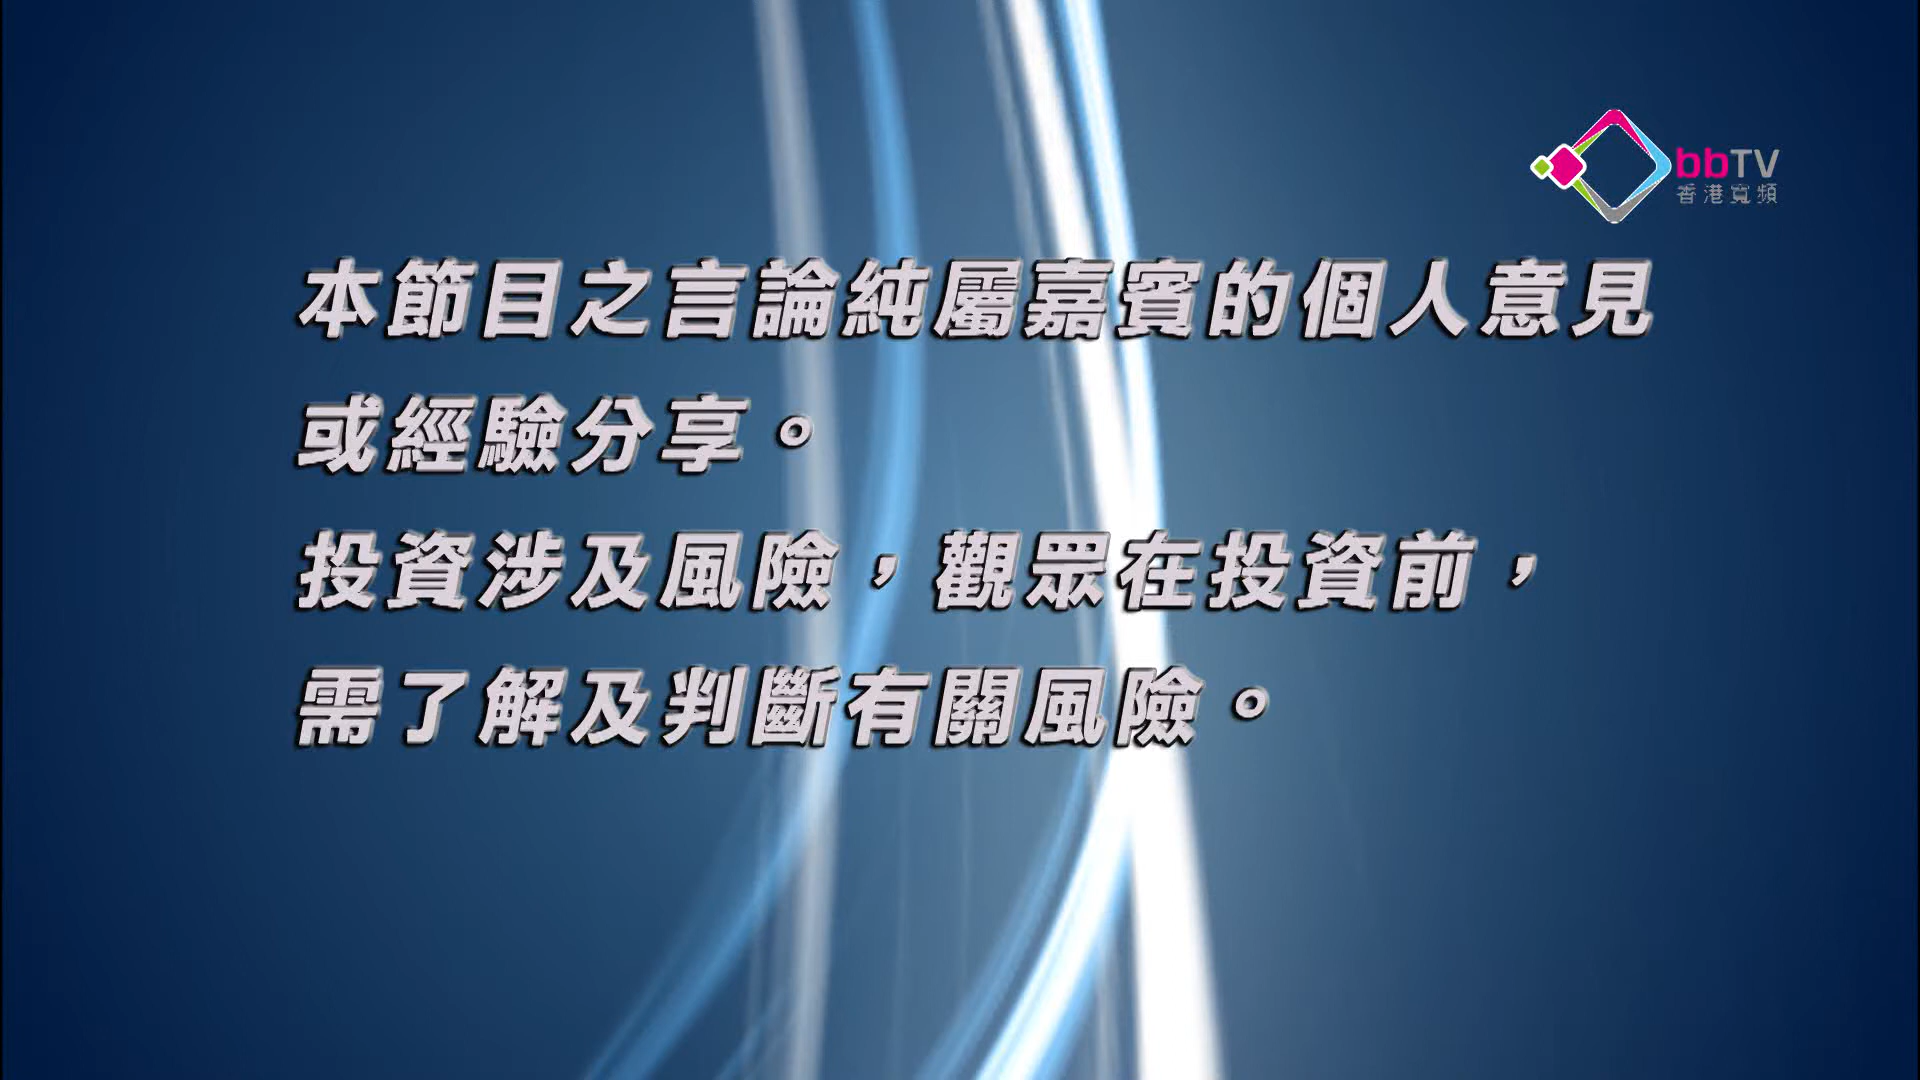 bbTV
香港寬頻
本節目之言論純屬嘉賓的個人意見
或經驗分享。
投資涉及風險，觀眾在投資前，
需了解及判斷有關風險。